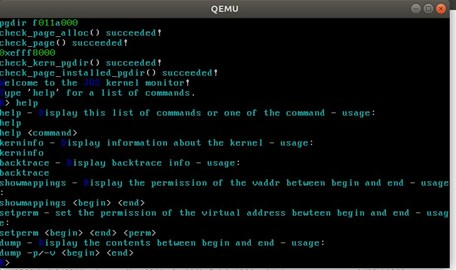 QEMU
pgdir f011a000
check_page_alloc() succeeded!
check_page() succeeded!
0xefff8000
check_kern_pgdir() succeeded!
check_page_installed_pgdir() succeeded!
Welcome to the JOS kernel monitor!
Type 'help' for a list of commands.
K> help
help - Display this list of commands or one of the command - usage:
help
help <command>
kerninfo - Display information about the kernel - usage:
kerninfo
backtrace - Display backtrace info - usage:
backtrace
showmappings - Display the permission of the vaddr between begin and end - usage
:
showmappings <begin> <end>
setperm - set the permission of the virtual address bewteen begin and end - usag
e:
setperm <begin> <end> <perm>
dump - Display the contents between begin and end - usage:
dump -p/-v <begin> <end>
K>